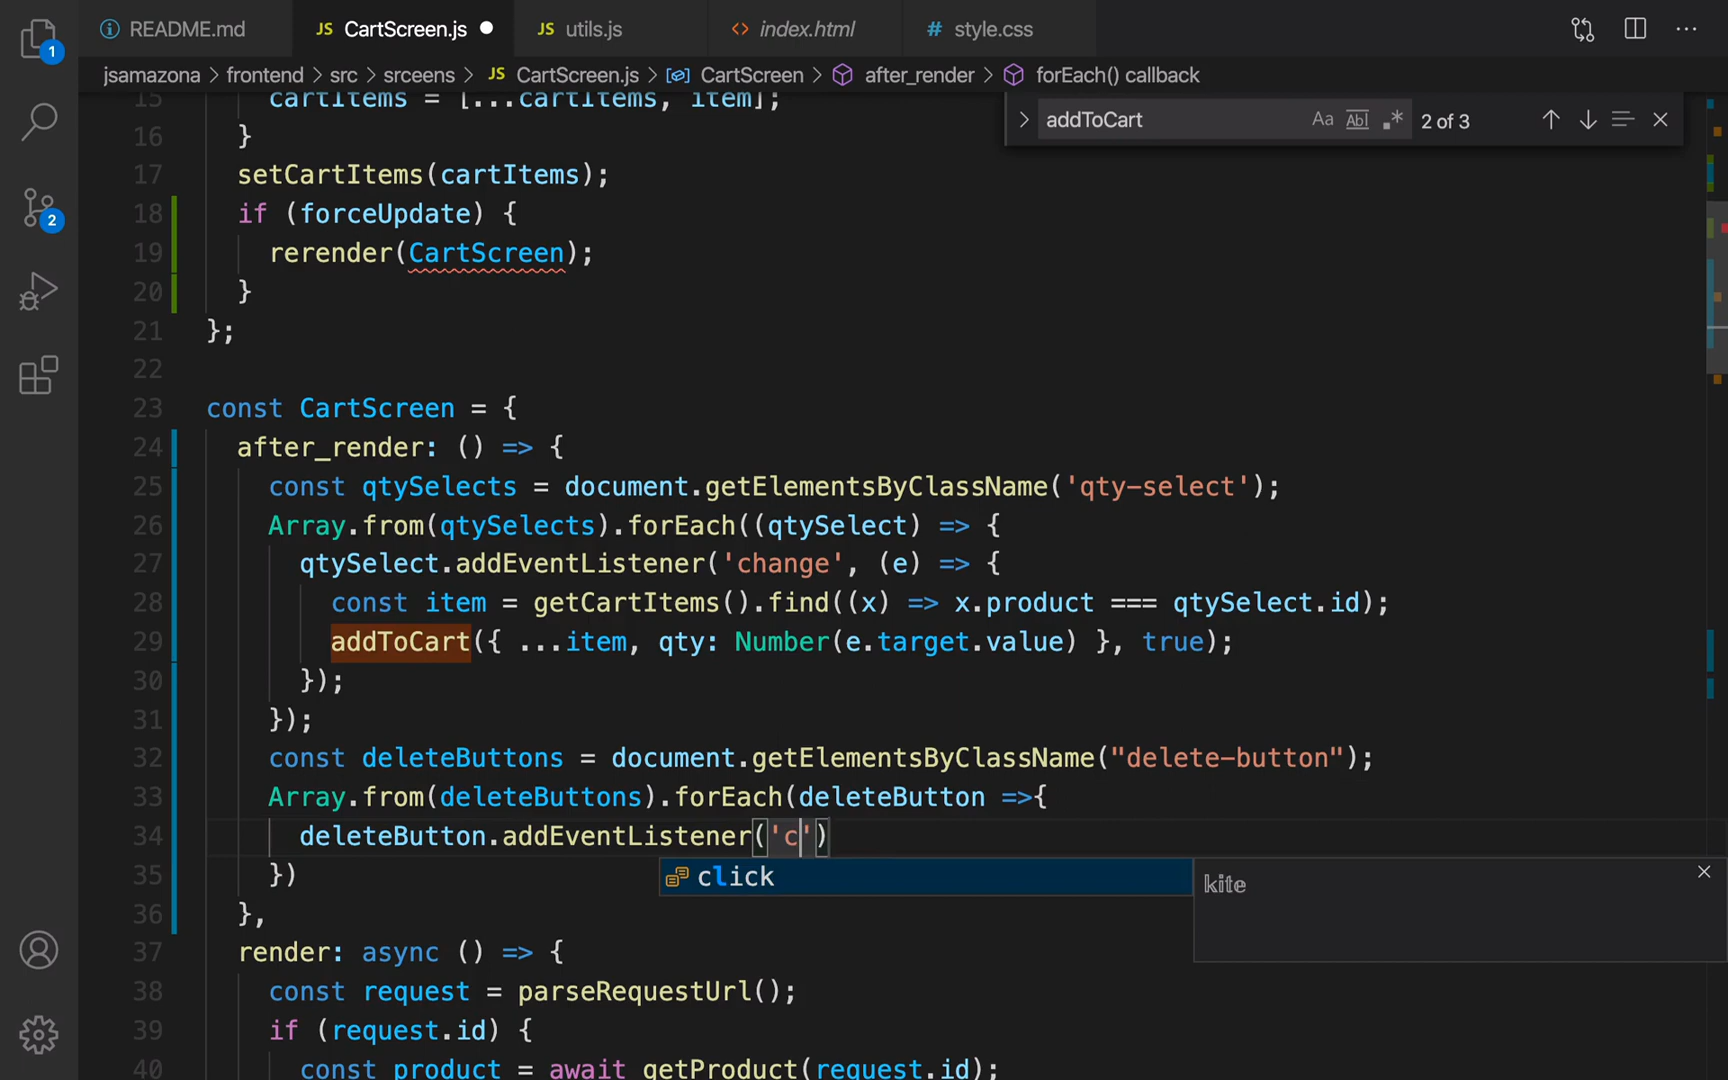 README.md
JS CartScreen.js
JS utils.js
<> index.html
# style.css
1
jsamazona > frontend > src > srceens > JS CartScreen.js > CartScreen > after_render > forEach() callback
addToCart
Aa Abl .* 2 of 3
2
15 cartItems = [...cartItems, item];
16 }
17 setCartItems(cartItems);
18 if (forceUpdate) {
19 rerender(CartScreen);
20 }
21 };
22
23 const CartScreen = {
24 after_render: () => {
25 const qtySelects = document.getElementsByClassName('qty-select');
26 Array.from(qtySelects).forEach((qtySelect) => {
27 qtySelect.addEventListener('change', (e) => {
28 const item = getCartItems().find((x) => x.product === qtySelect.id);
29 addToCart({ ...item, qty: Number(e.target.value) }, true);
30 });
31 });
32 const deleteButtons = document.getElementsByClassName("delete-button");
33 Array.from(deleteButtons).forEach(deleteButton =>{
34 deleteButton.addEventListener('c')
click
kite
35 })
36 },
37 render: async () => {
38 const request = parseRequestUrl();
39 if (request.id) {
40 const product = await getProduct(request.id);